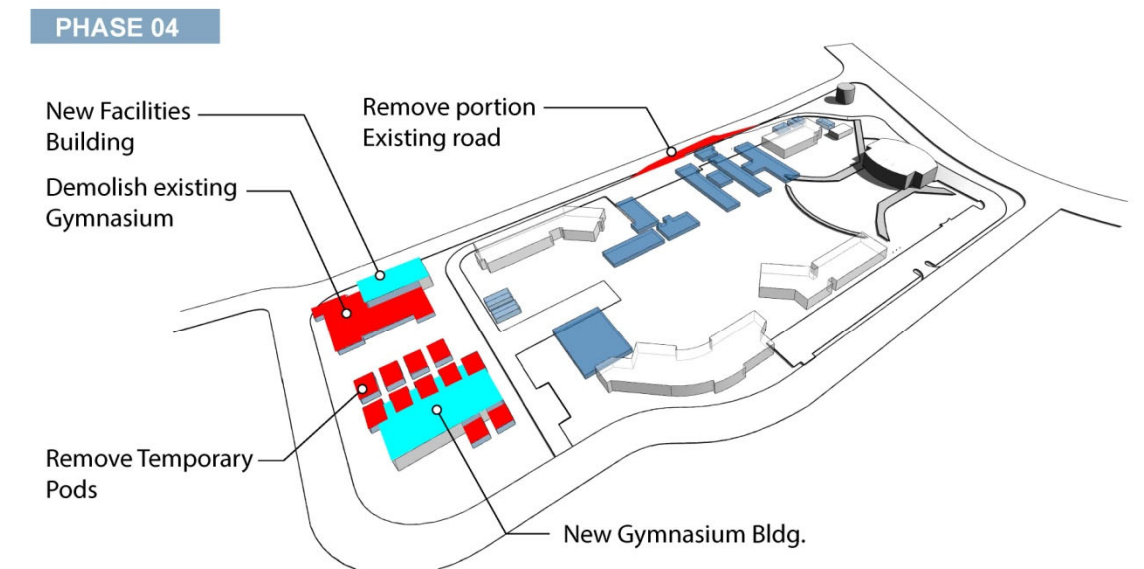 PHASE 04
New Facilities
Building
Remove portion
Existing road
Demolish existing
Gymnasium
Remove Temporary
Pods
New Gymnasium Bldg.